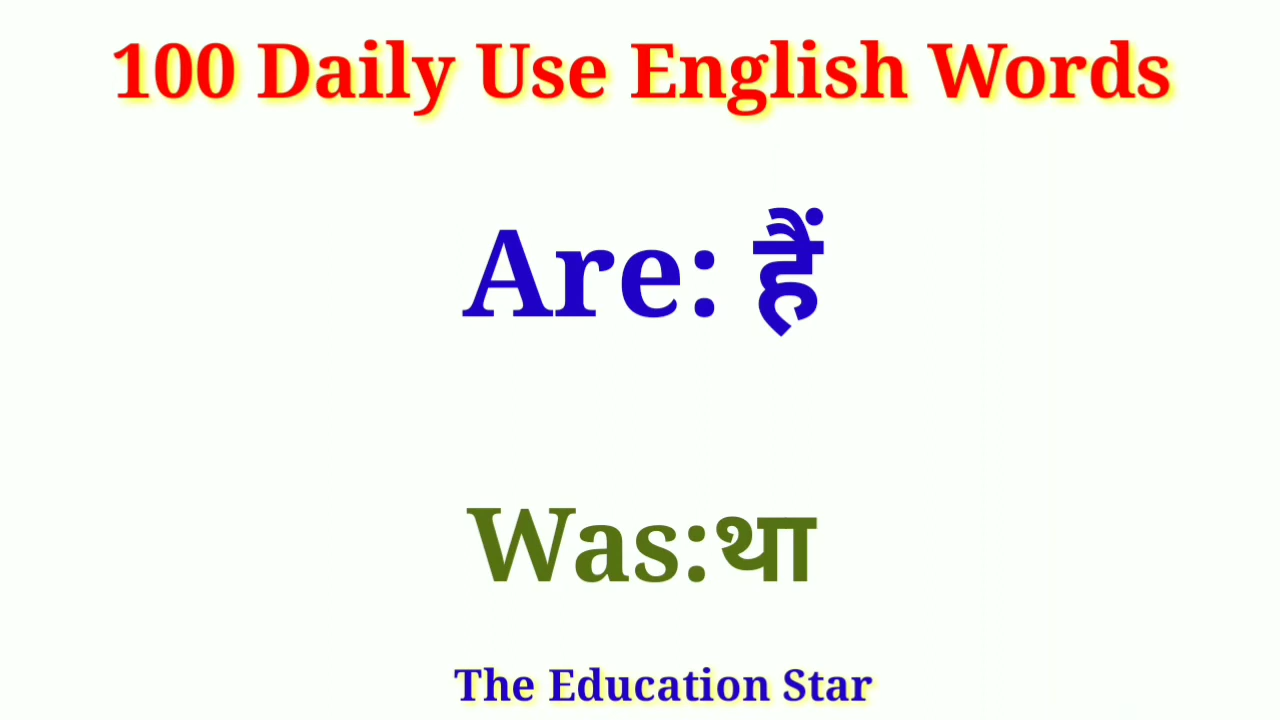 100 Daily Use English Words
Are: हैं
Was:था
The Education Star